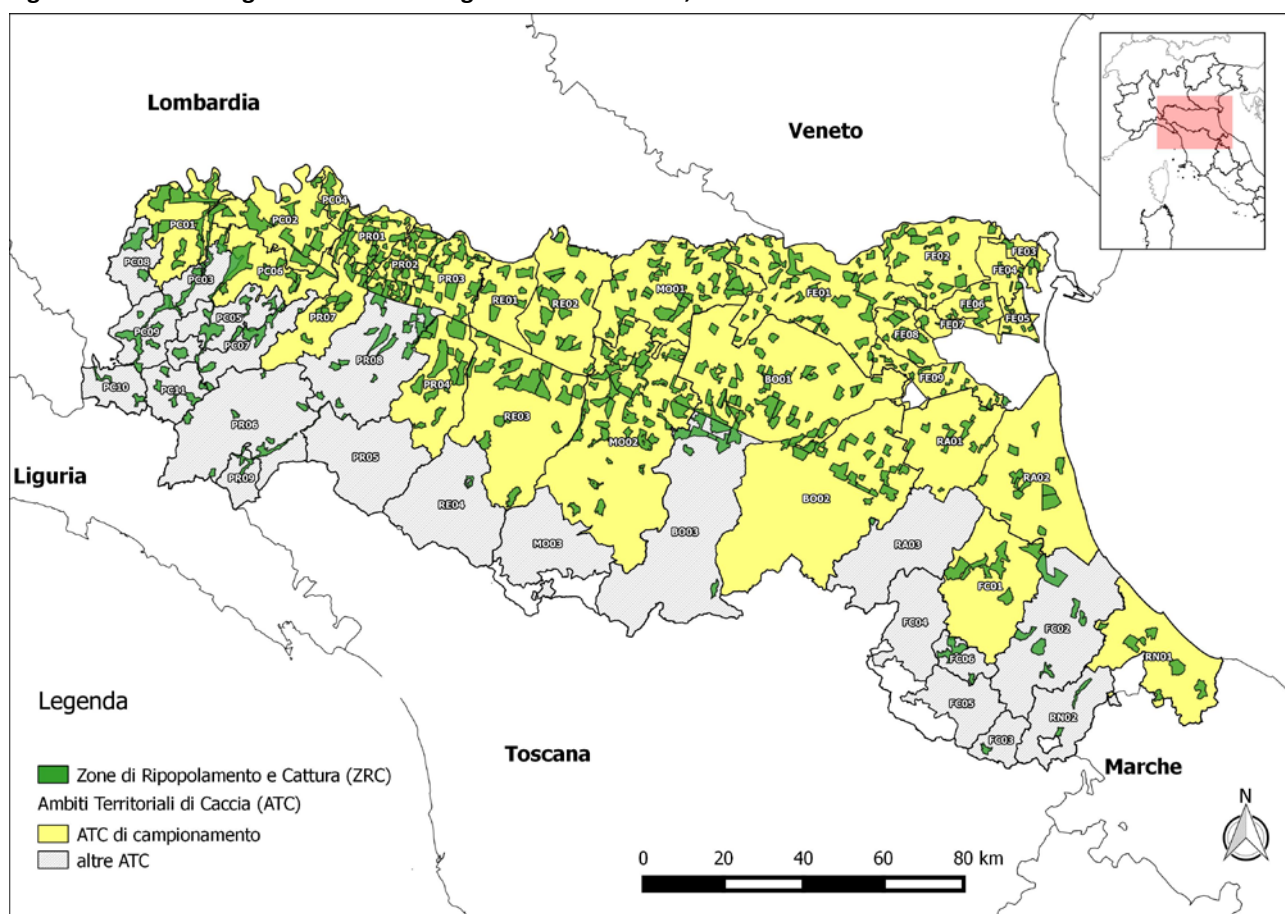 Lombardia
Veneto
PC04
PC01
PC02
PR01
FE03
FE02
PC08
PC03
PC06
PR02
PR03
FE04
MO01
FE01
RE01
RE02
FE06
PC05
PR07
FE07
FE05
PC09
PC07
FE08
PR08
PC10
PC11
PR04
BO01
FE09
RE03
PR06
MO02
RA01
PR05
Liguria
PR09
RA02
RE04
BO02
MO03
BO03
RA03
FC01
FC04
FC02
FC06
RN01
FC05
RN02
FC03
Toscana
Marche
Legenda
Zone di Ripopolamento e Cattura (ZRC)
Ambiti Territoriali di Caccia (ATC)
ATC di campionamento
altre ATC
0 20 40 60 80 km
N